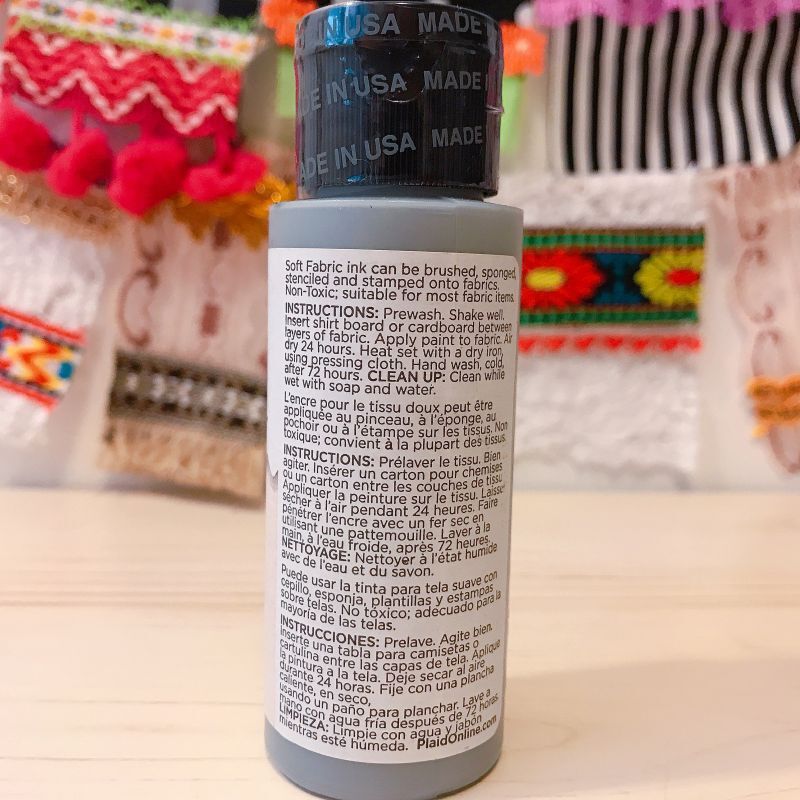 IN USA MADE
DE IN USA MADE IN
MADE IN USA MADE
Soft Fabric ink can be brushed, sponged,
stenciled and stamped onto fabrics.
Non-Toxic; suitable for most fabric items.
INSTRUCTIONS: Prewash. Shake well.
Insert shirt board or cardboard between
layers of fabric. Apply paint to fabric. Air
dry 24 hours. Heat set with a dry iron,
using pressing cloth. Hand wash, cold,
after 72 hours. CLEAN UP: Clean while
wet with soap and water.
L'encre pour le tissu doux peut être
appliquée au pinceau, à l'éponge, au
pochoir ou à l'étampe sur les tissus. Non
toxique; convient à la plupart des tissus.
INSTRUCTIONS: Prélaver le tissu. Bien
agiter. Insérer un carton pour chemises
ou un carton entre les couches de tissu.
Appliquer la peinture sur le tissu. Laisser
sécher à l'air pendant 24 heures. Faire
pénétrer l'encre avec un fer sec en
utilisant une pattemouille. Laver à la
main, à l'eau froide, après 72 heures.
NETTOYAGE: Nettoyer à l'état humide
avec de l'eau et du savon.
Puede usar la tinta para tela suave con
cepillo, esponja, plantillas y estampas
sobre telas. No tóxico; adecuado para la
mayoría de las telas.
INSTRUCCIONES: Prelave. Agite bien.
Inserte una tabla para camisetas o
cartulina entre las capas de tela. Aplique
la pintura a la tela. Deje secar al aire
durante 24 horas. Fije con una plancha
caliente, en seco,
usando un paño para planchar. Lave a
mano con agua fría después de 72 horas.
LIMPIEZA: Limpie con agua y jabón
mientras esté húmeda. PlaidOnline.com